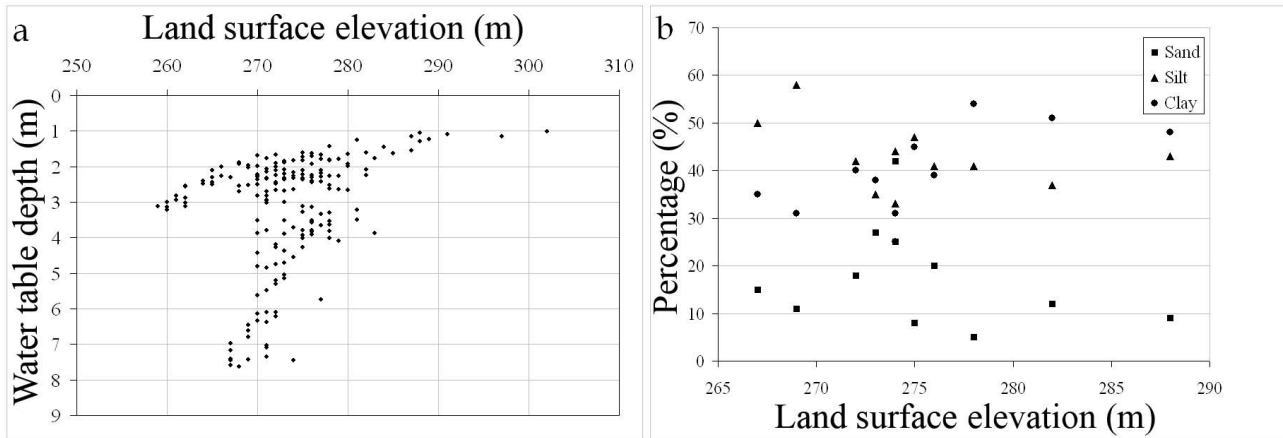 a
Land surface elevation (m)
250 260 270 280 290 300 310
Water table depth (m)
0
1
2
3
4
5
6
7
8
9
b
Percentage (%)
70
60
50
40
30
20
10
0
Sand
Silt
Clay
265 270 275 280 285 290
Land surface elevation (m)